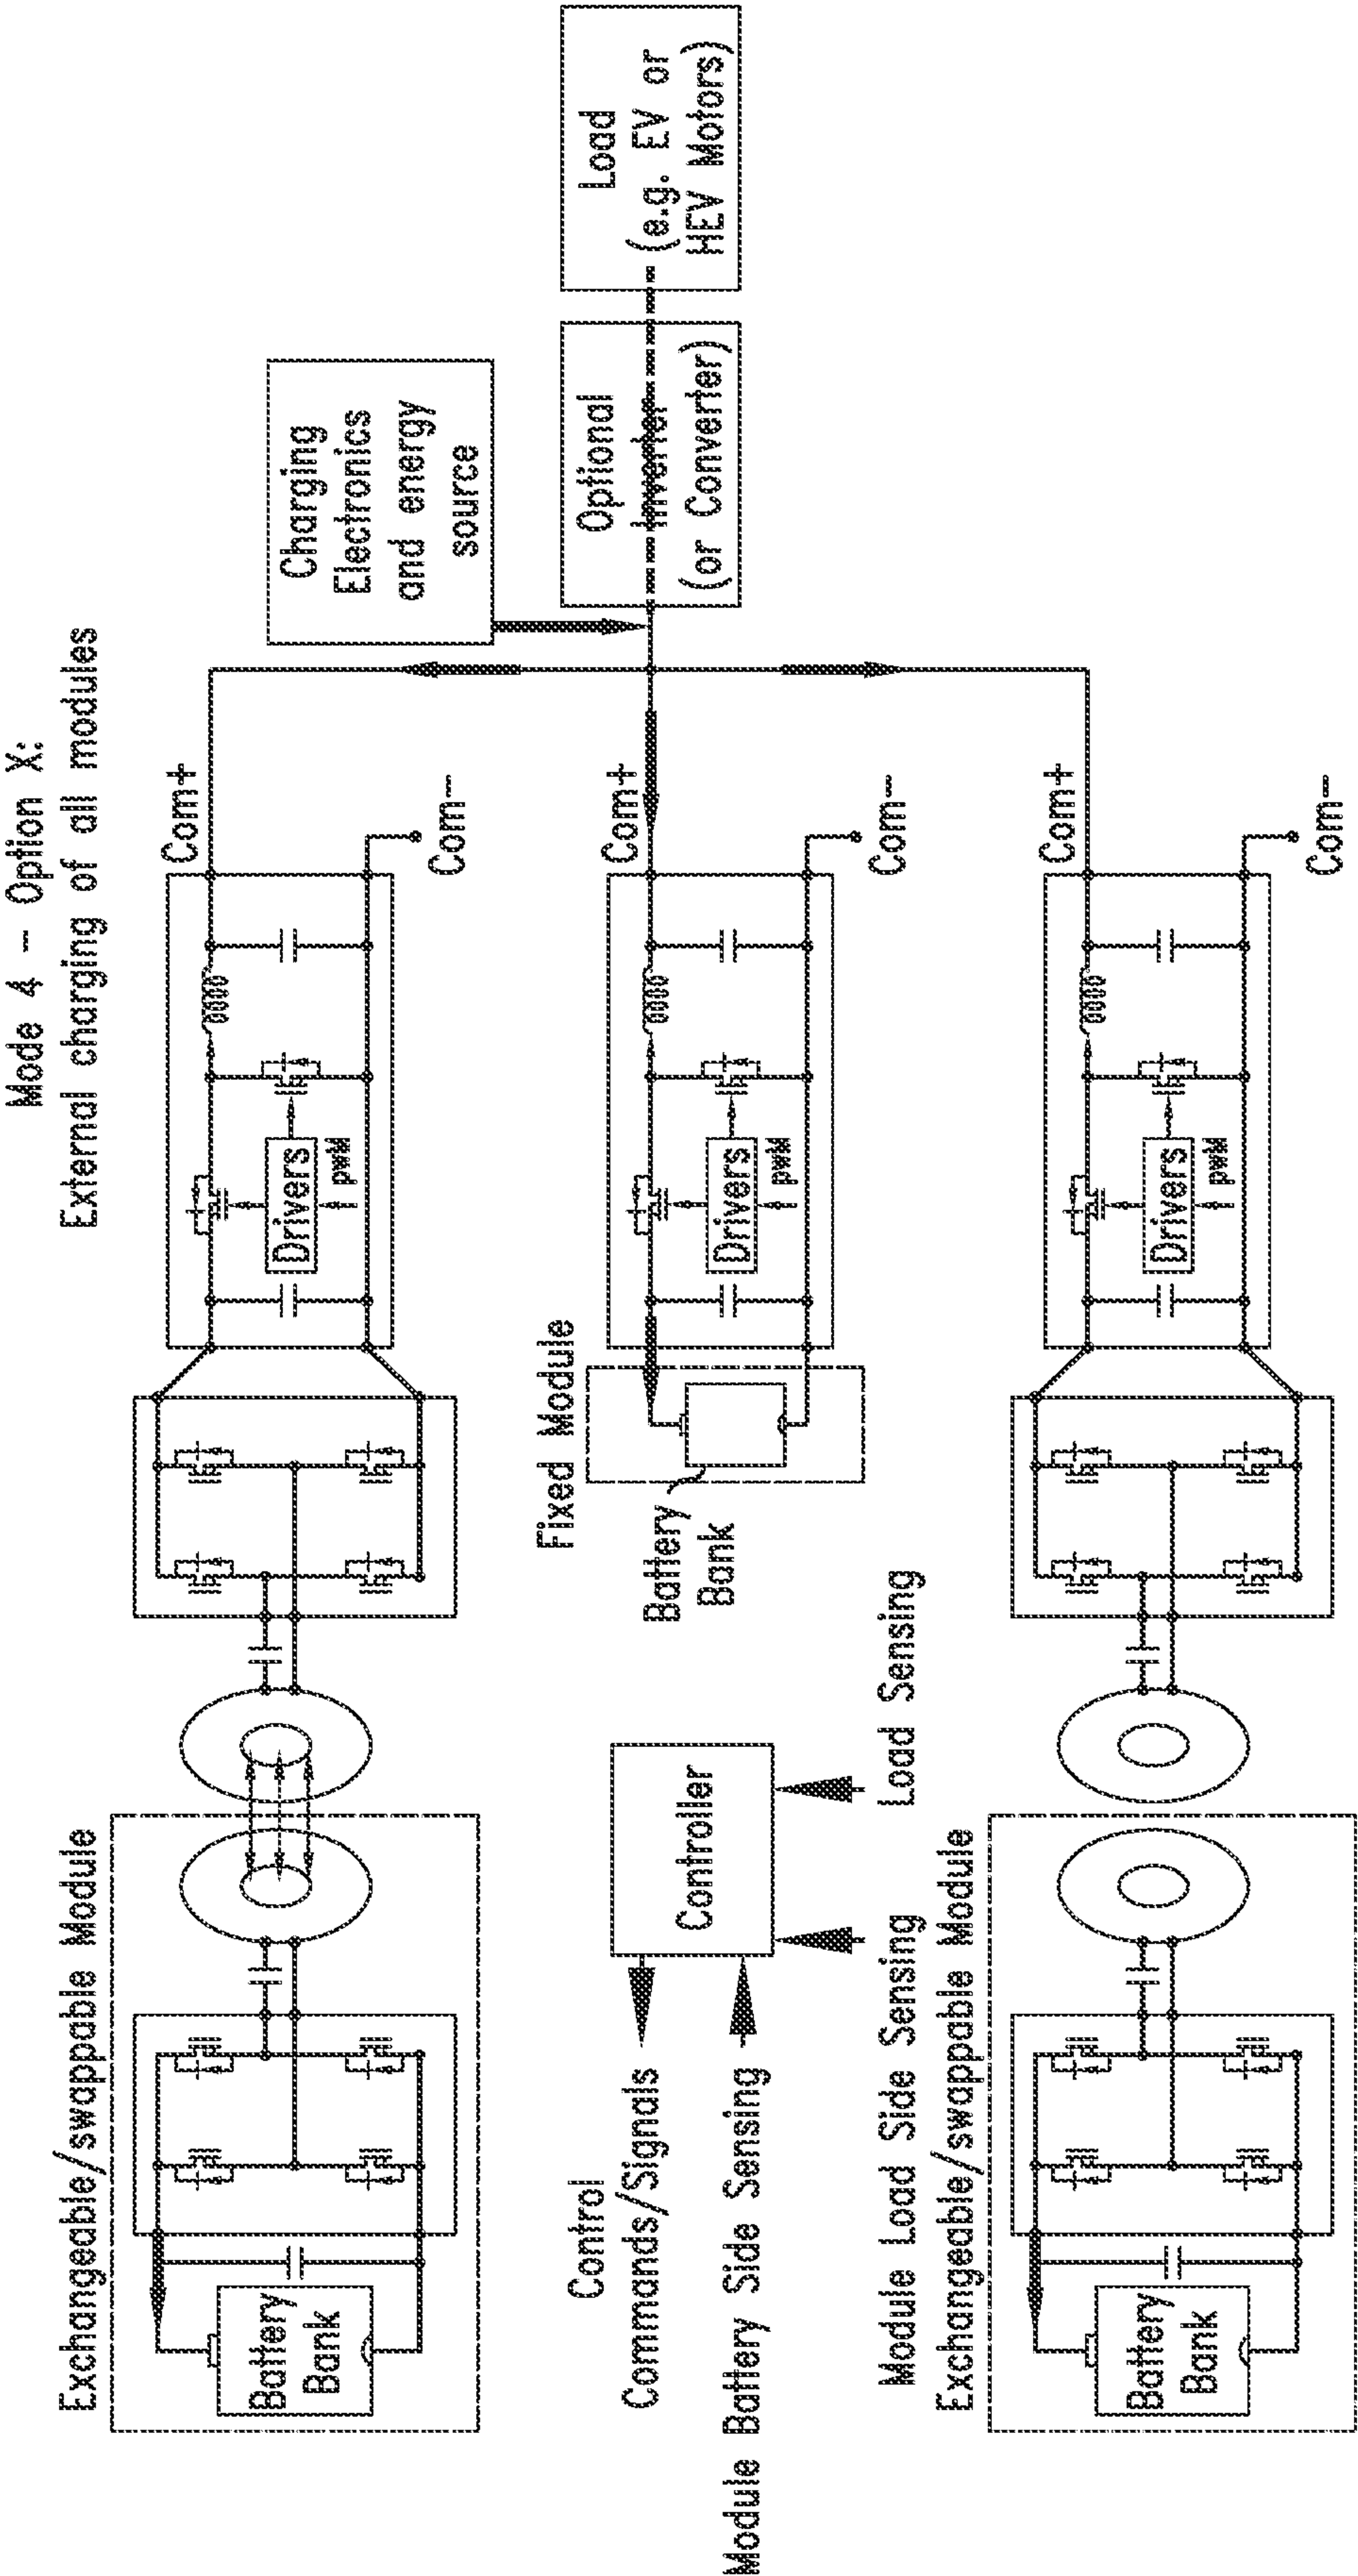 Mode 4 -- Option X:
External charging of all modules
Exchangeable/swappable Module
Battery
Bank
Drivers
pwM
Com+
Com-
Charging
Electronics
and energy
source
Control
Commands/Signals
Module Battery Side Sensing
Controller
Module Load Side Sensing
Load Sensing
Fixed Module
Battery
Bank
Drivers
pwM
Com+
Com-
Optional
Inverter
(or Converter)
Load
(e.g. EV or
HEV Motors)
Exchangeable/swappable Module
Battery
Bank
Drivers
pwM
Com+
Com-